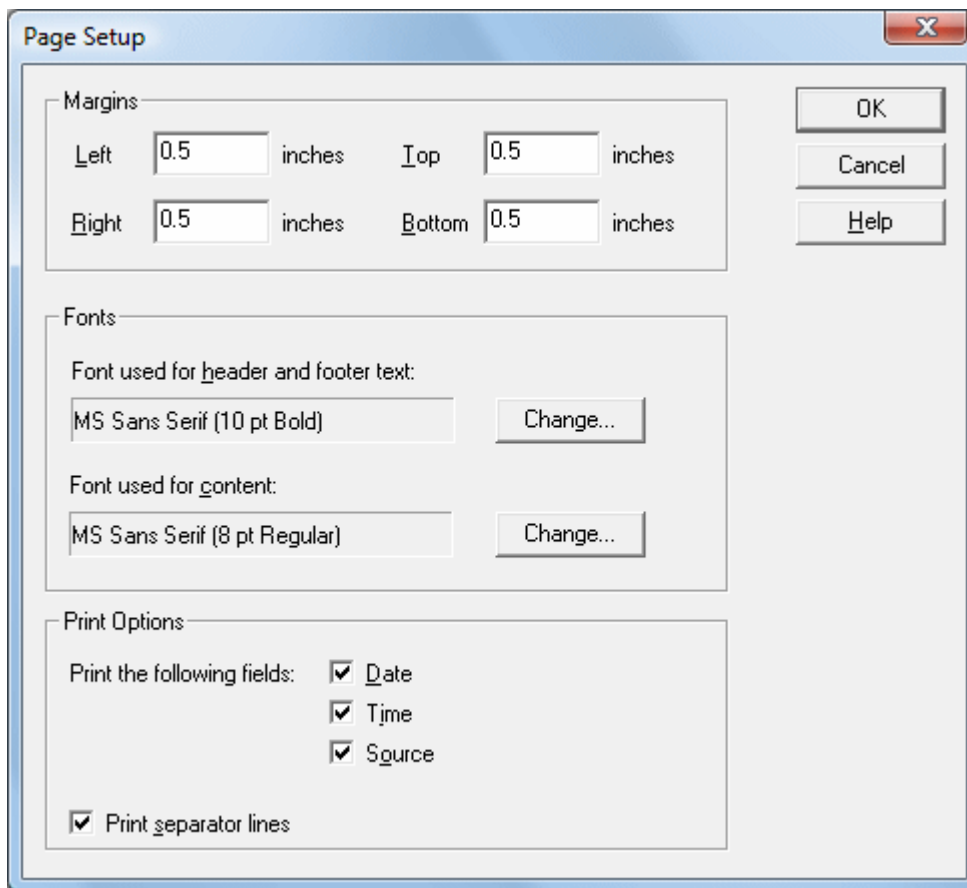 Page Setup
Margins
OK
Left 0.5 inches Top 0.5 inches
Cancel
Right 0.5 inches Bottom 0.5 inches
Help
Fonts
Font used for header and footer text:
MS Sans Serif (10 pt Bold) Change...
Font used for content:
MS Sans Serif (8 pt Regular) Change...
Print Options
Print the following fields: Date
Time
Source
Print separator lines